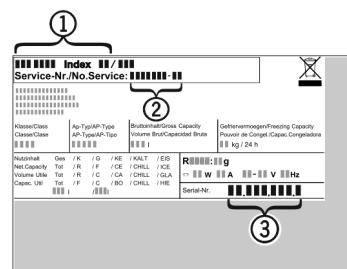 1
Index /
Service-Nr./No.Service: -
2
Klasse/Class
Classe/Clase
Ap-Typ/AP-Type
AP-Type/AP-Tipo
Bruttoinhalt/Gross Capacity
Volume Brut/Capacidad Bruta
l
Gefriervermoegen/Freezing Capacity
Pouvoir de Congel./Cap.Congeladora
kg / 24 h
Nutzinhalt Ges / K / G / KE / KALT / EIS
Net.Capacity Tot / R / F / CE / CHILL / ICE
Volume Utile Tot / R / C / CA / CHILL / GLA
Capac. Util Tot / F / C / BO / CHILL / HIE
l / l
R : g
W A - V Hz
Serial-Nr. . . .
3